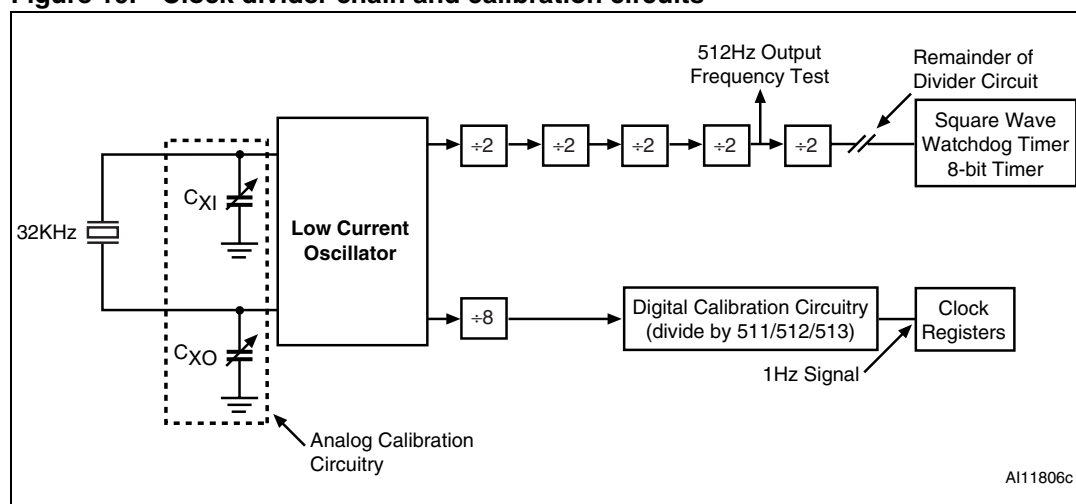 Clock divider chain and calibration circuits
512Hz Output
Frequency Test
Remainder of
Divider Circuit
÷2
÷2
÷2
÷2
÷2
Square Wave
Watchdog Timer
8-bit Timer
CXI
32KHz
Low Current
Oscillator
÷8
Digital Calibration Circuitry
(divide by 511/512/513)
Clock
Registers
CXO
1Hz Signal
Analog Calibration
Circuitry
AI11806c